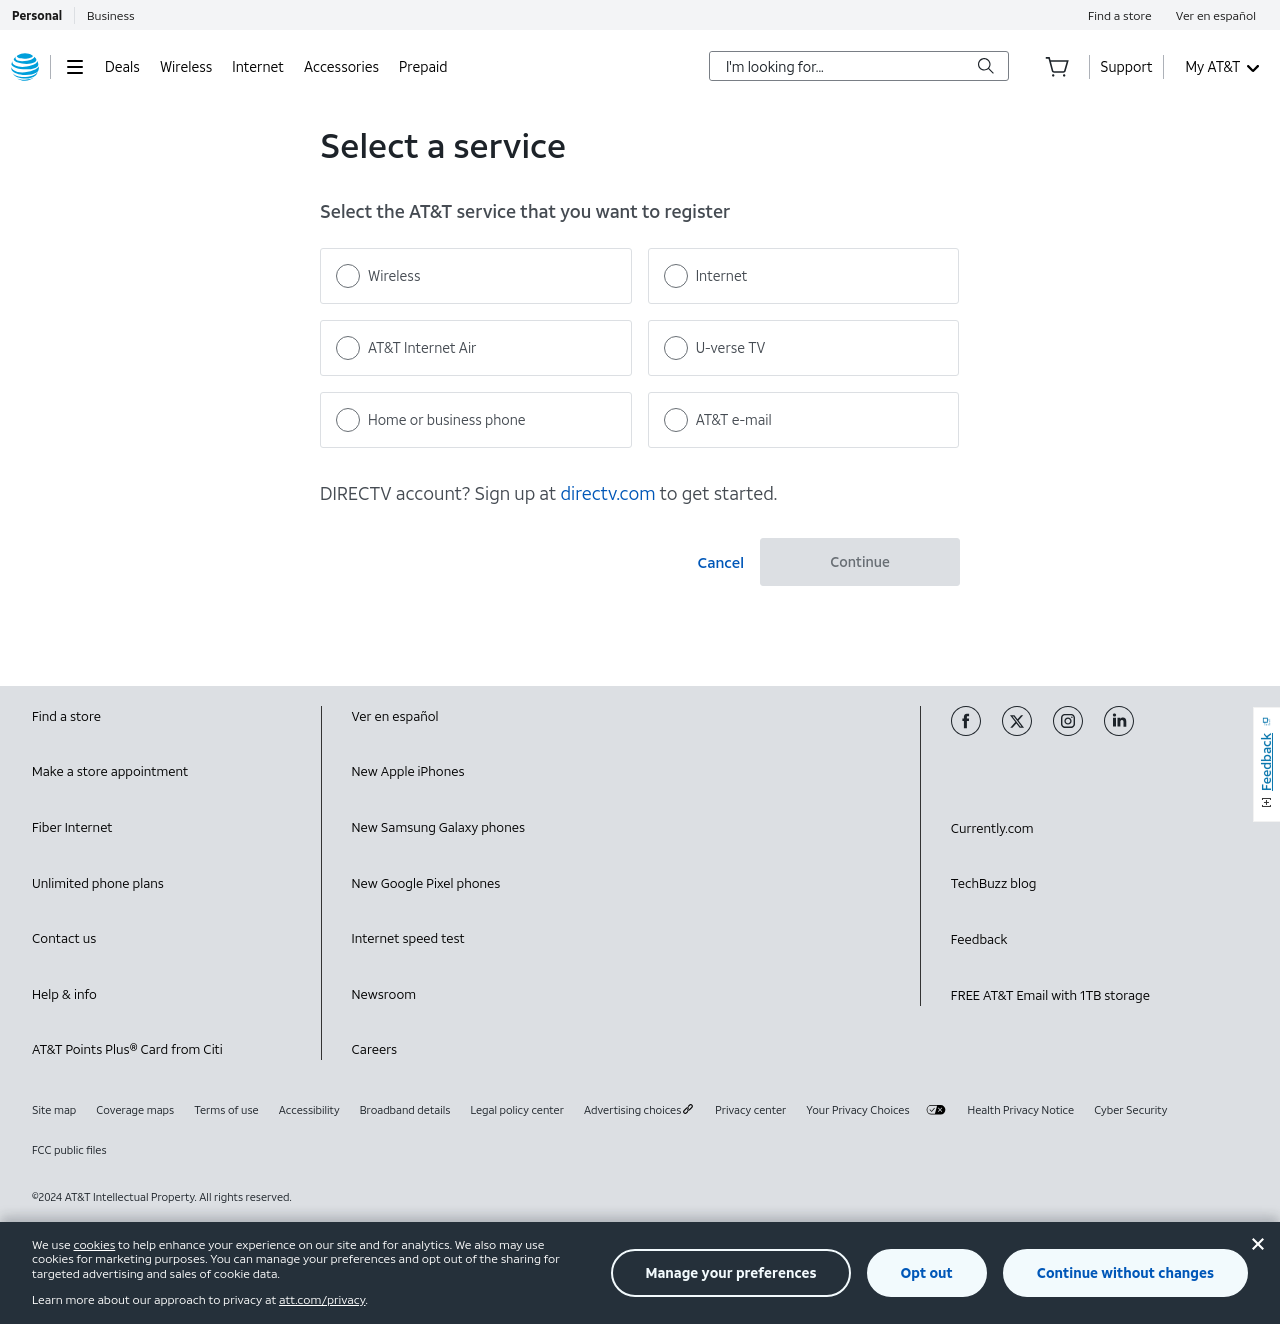 Personal
Business
Find a store
Ver en español
Deals
Wireless
Internet
Accessories
Prepaid
I'm looking for...
Support
My AT&T
Select a service
Select the AT&T service that you want to register
Wireless
Internet
AT&T Internet Air
U-verse TV
Home or business phone
AT&T e-mail
DIRECTV account? Sign up at directv.com to get started.
Cancel
Continue
Find a store
Make a store appointment
Fiber Internet
Unlimited phone plans
Contact us
Help & info
AT&T Points Plus® Card from Citi
Ver en español
New Apple iPhones
New Samsung Galaxy phones
New Google Pixel phones
Internet speed test
Newsroom
Careers
Currently.com
TechBuzz blog
Feedback
FREE AT&T Email with 1TB storage
Feedback
Site map
Coverage maps
Terms of use
Accessibility
Broadband details
Legal policy center
Advertising choices
Privacy center
Your Privacy Choices
Health Privacy Notice
Cyber Security
FCC public files
©2024 AT&T Intellectual Property. All rights reserved.
We use cookies to help enhance your experience on our site and for analytics. We also may use
cookies for marketing purposes. You can manage your preferences and opt out of the sharing for
targeted advertising and sales of cookie data.
Learn more about our approach to privacy at att.com/privacy.
Manage your preferences
Opt out
Continue without changes